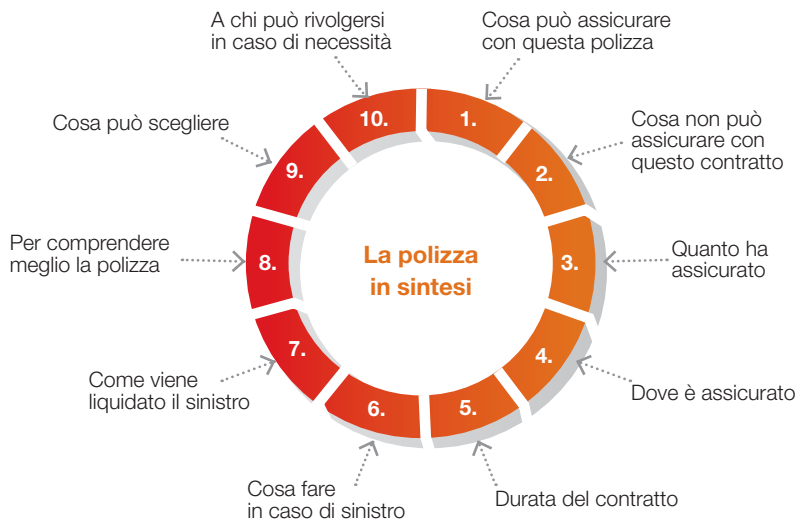 A chi può rivolgersi
in caso di necessità
Cosa può assicurare
con questa polizza
10.
1.
Cosa può scegliere
Cosa non può
assicurare con
questo contratto
9.
2.
Per comprendere
meglio la polizza
8.
La polizza
in sintesi
3.
Quanto ha
assicurato
7.
4.
Come viene
liquidato il sinistro
Dove è assicurato
6.
5.
Cosa fare
in caso di sinistro
Durata del contratto